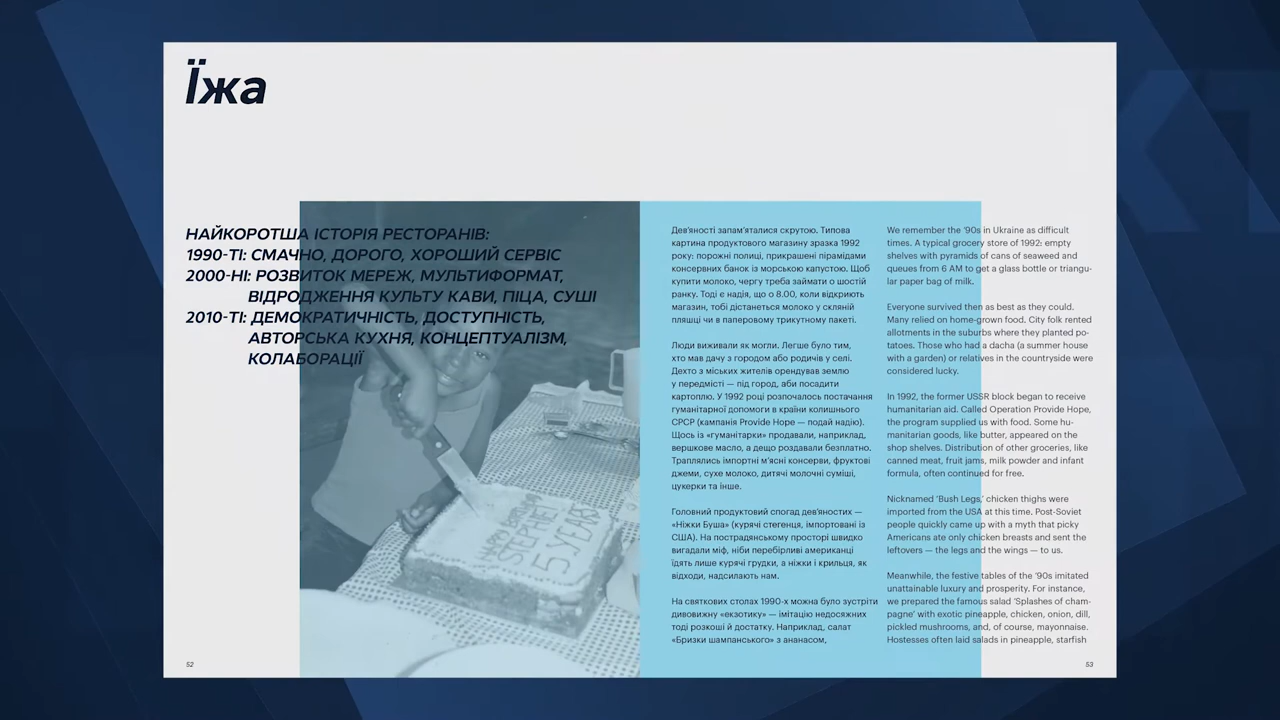 Їжа
НАЙКОРОТША ІСТОРІЯ РЕСТОРАНІВ:
1990-ТІ: СМАЧНО, ДОРОГО, ХОРОШИЙ СЕРВІС
2000-НІ: РОЗВИТОК МЕРЕЖ, МУЛЬТИФОРМАТ,
ВІДРОДЖЕННЯ КУЛЬТУ КАВИ, ПІЦА, СУШІ
2010-ТІ: ДЕМОКРАТИЧНІСТЬ, ДОСТУПНІСТЬ,
АВТОРСЬКА КУХНЯ, КОНЦЕПТУАЛІЗМ,
КОЛАБОРАЦІЇ
HAPPY BIRTHDAY
STEPHEN
5 YEARS
52
Дев'яності запам'яталися скрутою. Типова
картина продуктового магазину зразка 1992
року: порожні полиці, прикрашені пірамідами
консервних банок із морською капустою. Щоб
купити молоко, чергу треба займати о шостій
ранку. Тоді є надія, що о 8.00, коли відкриють
магазин, тобі дістанеться молоко у скляній
пляшці чи в паперовому трикутному пакеті.
Люди виживали як могли. Легше було тим,
хто мав дачу з городом або родичів у селі.
Дехто з міських жителів орендував землю
у передмісті — під город, аби посадити
картоплю. У 1992 році розпочалось постачання
гуманітарної допомоги в країни колишнього
СРСР (кампанія Provide Hope — подай надію).
Щось із «гуманітарки» продавали, наприклад,
вершкове масло, а дещо роздавали безплатно.
Траплялись імпортні м'ясні консерви, фруктові
джеми, сухе молоко, дитячі молочні суміші,
цукерки та інше.
Головний продуктовий спогад дев'яностих —
«Ніжки Буша» (курячі стегенця, імпортовані із
США). На пострадянському просторі швидко
вигадали міф, ніби перебірливі американці
їдять лише курячі грудки, а ніжки і крильця, як
відходи, надсилають нам.
На святкових столах 1990-х можна було зустріти
дивовижну «екзотику» — імітацію недосяжних
тоді розкоші й достатку. Наприклад, салат
«Бризки шампанського» з ананасом,
We remember the '90s in Ukraine as difficult
times. A typical grocery store of 1992: empty
shelves with pyramids of cans of seaweed and
queues from 6 AM to get a glass bottle or triangu-
lar paper bag of milk.
Everyone survived then as best as they could.
Many relied on home-grown food. City folk rented
allotments in the suburbs where they planted po-
tatoes. Those who had a dacha (a summer house
with a garden) or relatives in the countryside were
considered lucky.
In 1992, the former USSR block began to receive
humanitarian aid. Called Operation Provide Hope,
the program supplied us with food. Some hu-
manitarian goods, like butter, appeared on the
shop shelves. Distribution of other groceries, like
canned meat, fruit jams, milk powder and infant
formula, often continued for free.
Nicknamed 'Bush Legs,' chicken thighs were
imported from the USA at this time. Post-Soviet
people quickly came up with a myth that picky
Americans ate only chicken breasts and sent the
leftovers — the legs and the wings — to us.
Meanwhile, the festive tables of the '90s imitated
unattainable luxury and prosperity. For instance,
we prepared the famous salad 'Splashes of cham-
pagne' with exotic pineapple, chicken, onion, dill,
pickled mushrooms, and, of course, mayonnaise.
Hostesses often laid salads in pineapple, starfish
53